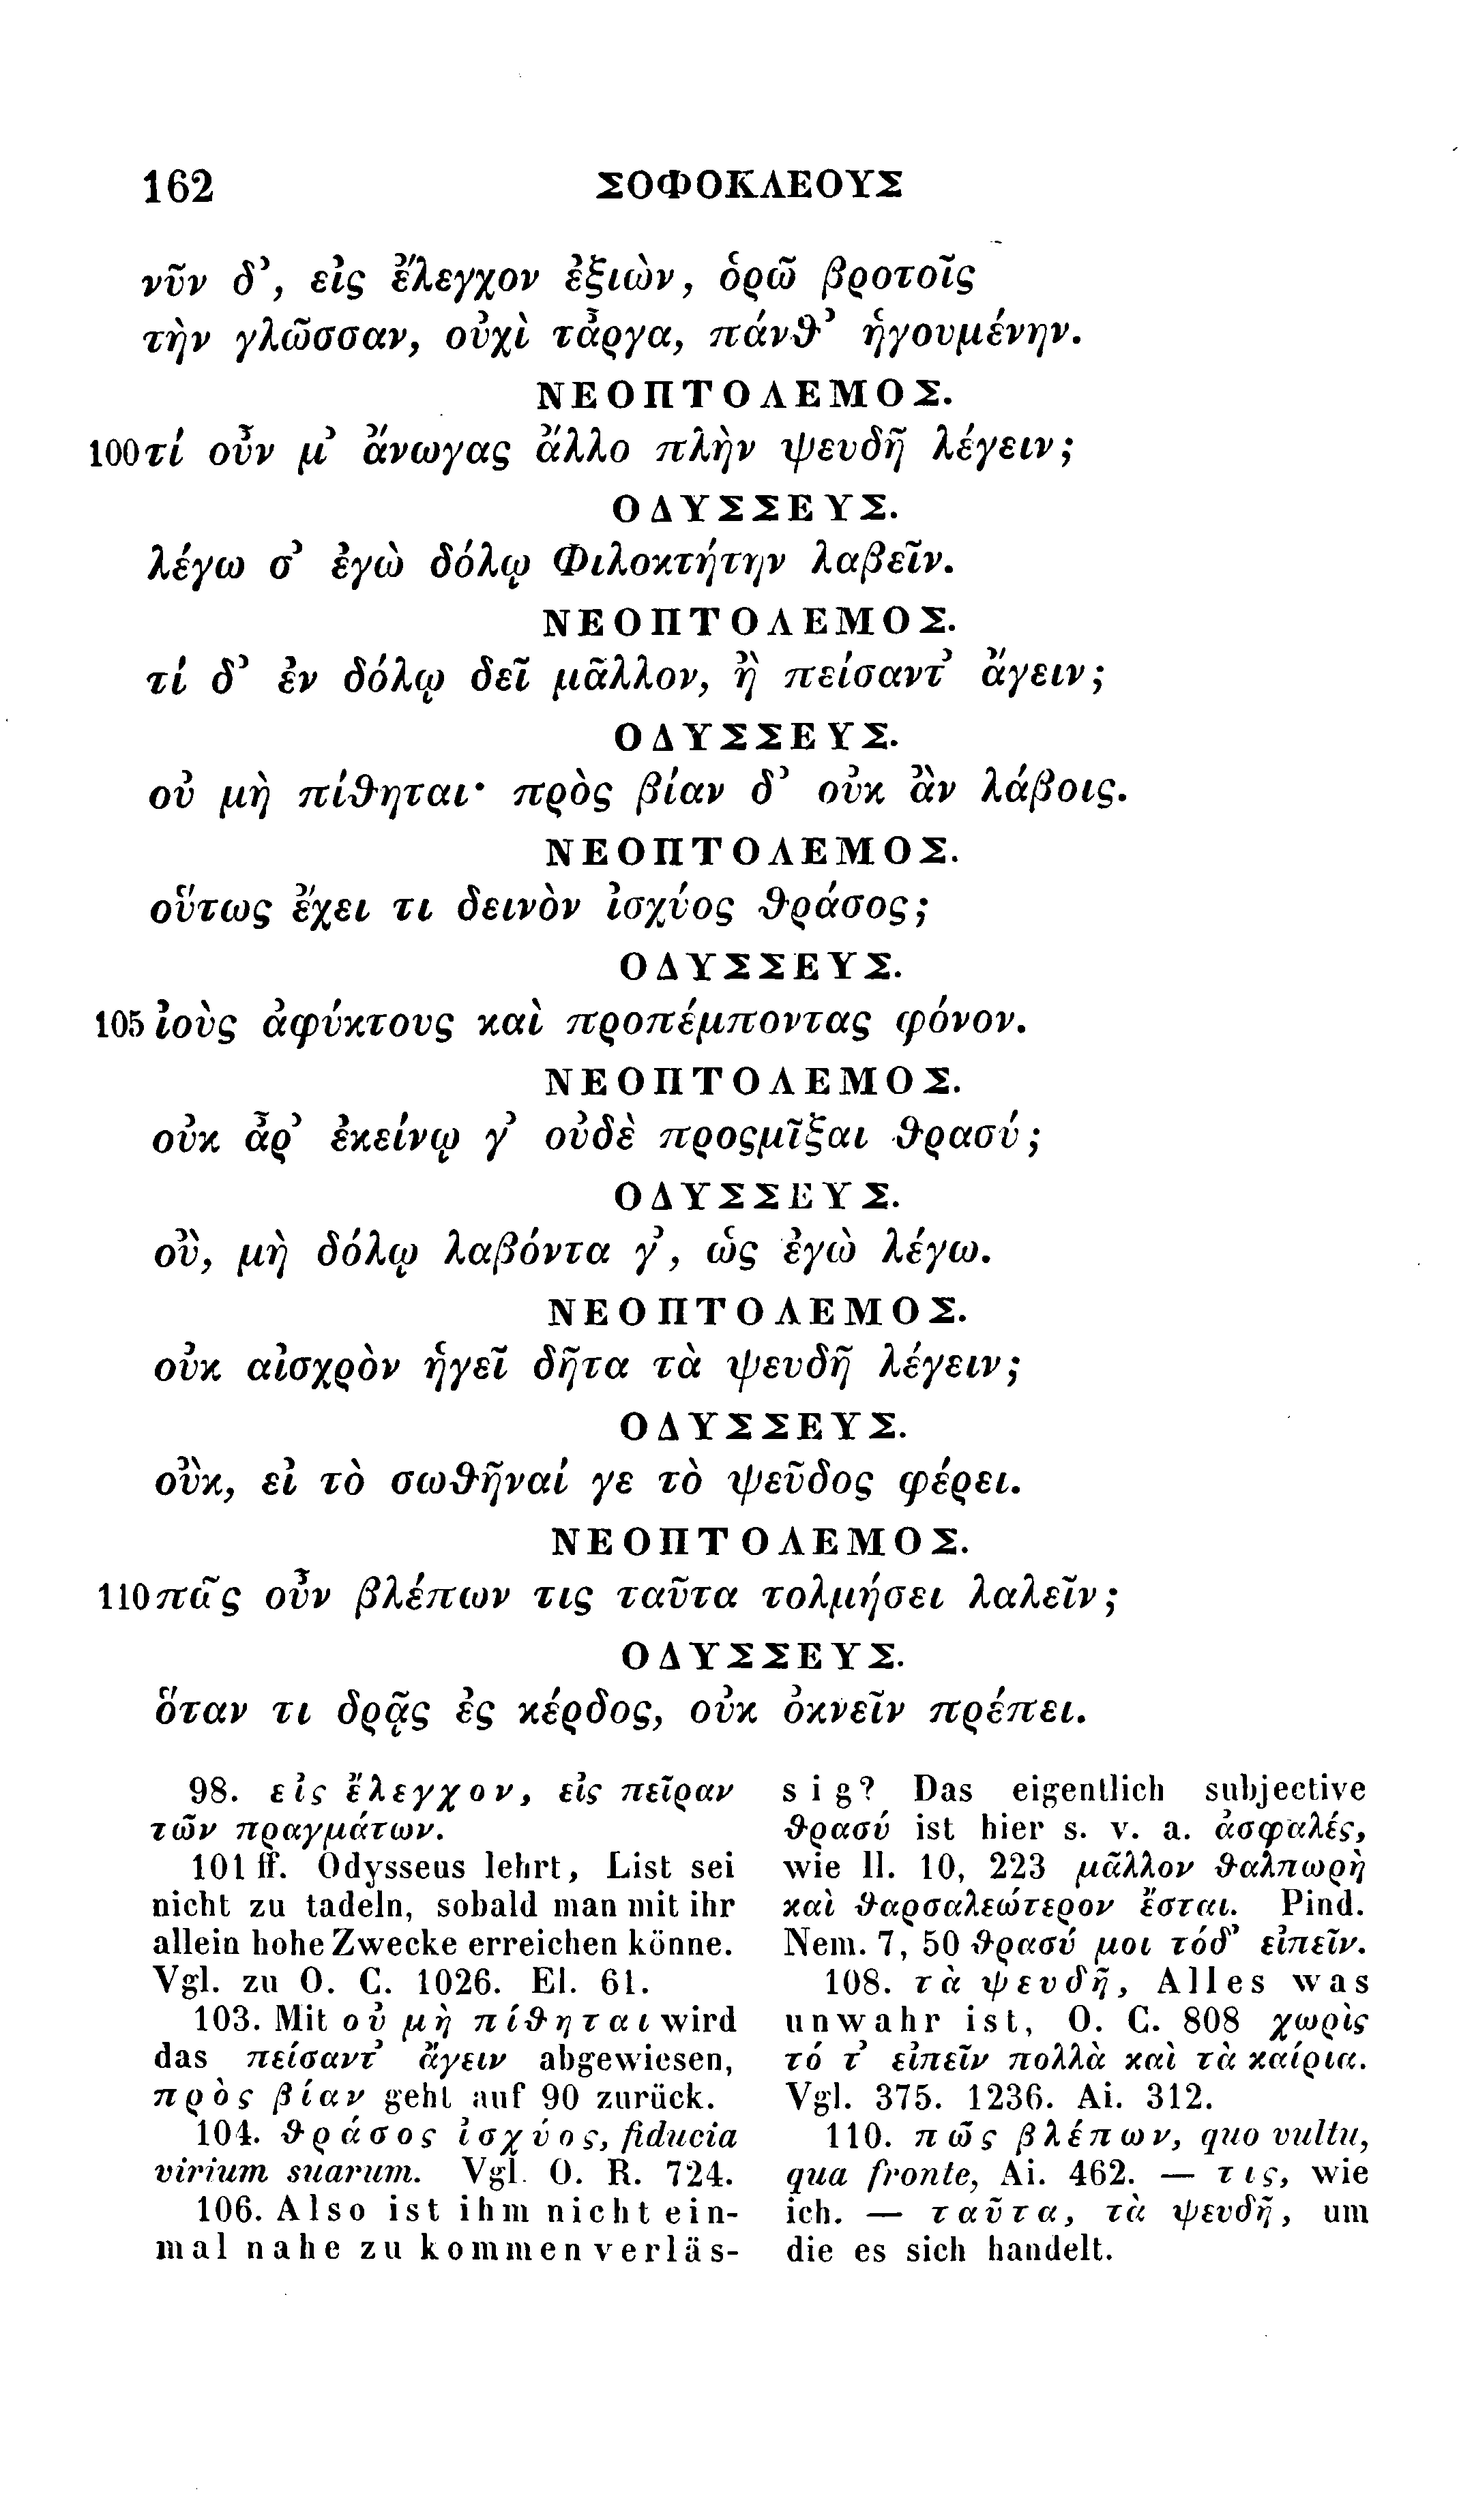 162 ΣΟΦΟΚΛΕΟΥΣ
νῦν δ’, εἰς ἔλεγχον ἐξιὼν, ὁρῶ βροτοῖς
τὴν γλῶσσαν, οὐχὶ τἆργα, πάνϑ’ ἡγουμένην.
ΝΕΟΠΤΟΛΕΜΟΣ.
100 τί οὖν μ’ ἄνωγας ἄλλο πλὴν ψευδῆ λέγειν;
ΟΔΥΣΣΕΥΣ.
λέγω σ’ ἐγὼ δόλῳ Φιλοκτήτην λαβεῖν.
ΝΕΟΠΤΟΛΕΜΟΣ.
τί δ’ ἐν δόλῳ δεῖ μᾶλλον, ἢ πείσαντ’ ἄγειν;
ΟΔΥΣΣΕΥΣ.
οὐ μὴ πίϑηται· πρὸς βίαν δ’ οὐκ ἂν λάβοις.
ΝΕΟΠΤΟΛΕΜΟΣ.
οὕτως ἔχει τι δεινὸν ἰσχύος ϑράσος;
ΟΔΥΣΣΕΥΣ.
105 ἰοὺς ἀφύκτους καὶ προπέμποντας φόνον.
ΝΕΟΠΤΟΛΕΜΟΣ.
οὐκ ἆρ’ ἐκείνῳ γ’ οὐδὲ προςμῖξαι ϑρασύ;
ΟΔΥΣΣΕΥΣ.
οὒ, μὴ δόλῳ λαβόντα γ’, ὡς ἐγὼ λέγω.
ΝΕΟΠΤΟΛΕΜΟΣ.
οὐκ αἰσχρὸν ἡγεῖ δῆτα τὰ ψευδῆ λέγειν;
ΟΔΥΣΣΕΥΣ.
οὒκ, εἰ τὸ σωϑῆναί γε τὸ ψεῦδος φέρει.
ΝΕΟΠΤΟΛΕΜΟΣ.
110 πῶς οὖν βλέπων τις ταῦτα τολμήσει λαλεῖν;
ΟΔΥΣΣΕΥΣ.
ὅταν τι δρᾷς ἐς κέρδος, οὐκ ὀκνεῖν πρέπει.
98. εἰς ἔλεγχον, εἰς πεῖραν
τῶν πραγμάτων.
101 ff. Odysseus lehrt, List sei
nicht zu tadeln, sobald man mit ihr
allein hohe Zwecke erreichen könne.
Vgl. zu O. C. 1026. El. 61.
103. Mit οὐ μὴ πίϑηται wird
das πείσαντ’ ἄγειν abgewiesen,
πρὸς βίαν geht auf 90 zurück.
104. ϑράσος ἰσχύος, fiducia
virium suarum. Vgl. O. R. 724.
106. Also ist ihm nicht ein-
mal nahe zu kommen verläs-
sig? Das eigentlich subjective
ϑρασύ ist hier s. v. a. ἀσφαλές,
wie Il. 10, 223 μᾶλλον ϑαλπωρὴ
καὶ ϑαρσαλεώτερον ἔσται. Pind.
Nem. 7, 50 ϑρασύ μοι τόδ’ εἰπεῖν.
108. τὰ ψευδῆ, Alles was
unwahr ist, O. C. 808 χωρὶς
τό τ’ εἰπεῖν πολλὰ καὶ τὰ καίρια.
Vgl. 375. 1236. Ai. 312.
110. πῶς βλέπων, quo vultu,
qua fronte, Ai. 462. — τις, wie
ich. — ταῦτα, τὰ ψευδῆ, um
die es sich handelt.